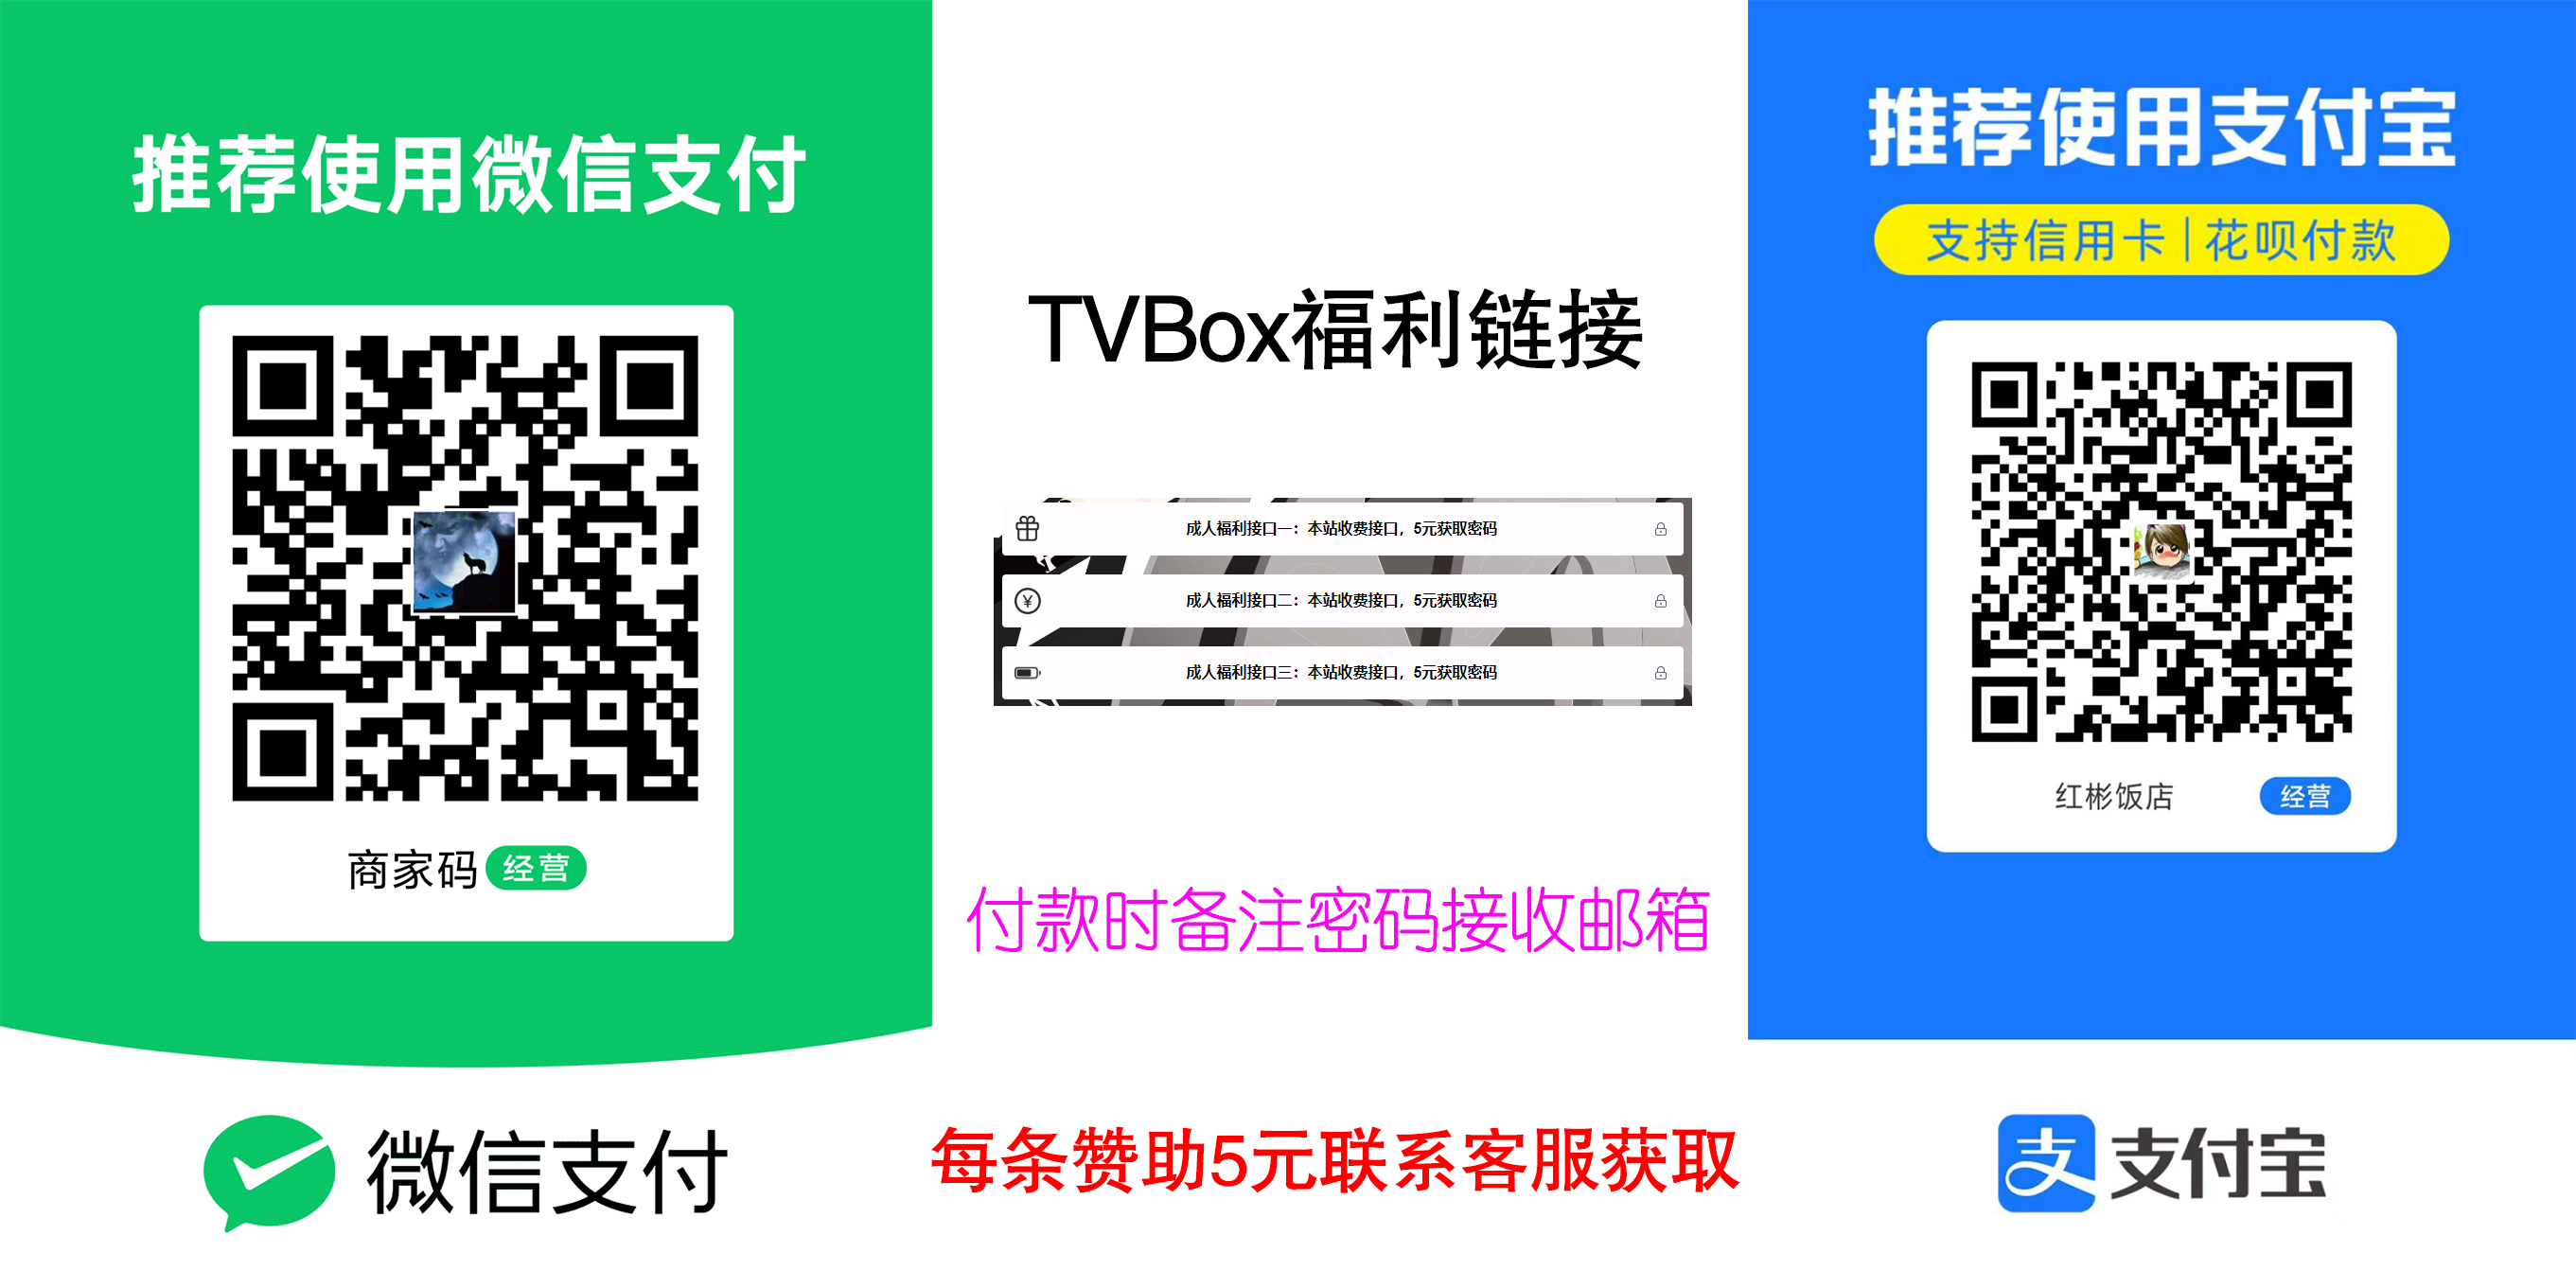 推荐使用微信支付
商家码 经营
微信支付
TVBox福利链接
成人福利接口一：本站收费接口，5元获取密码
成人福利接口二：本站收费接口，5元获取密码
成人福利接口三：本站收费接口，5元获取密码
付款时备注密码接收邮箱
每条赞助5元联系客服获取
推荐使用支付宝
支持信用卡|花呗付款
红彬饭店 经营
支 支付宝